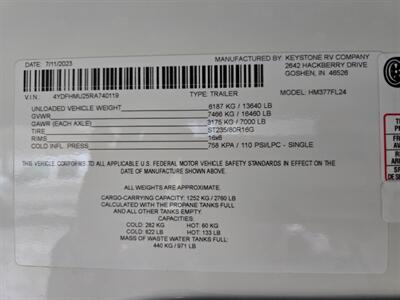 MANUFACTURED BY: KEYSTONE RV COMPANY
DATE: 7/11/2023
2642 HACKBERRY DRIVE
GOSHEN, IN 46526
V.I.N.: 4YDFHMU25RA740119 TYPE: TRAILER MODEL: HM377FL24
UNLOADED VEHICLE WEIGHT 6187 KG / 13640 LB
GVWR 7466 KG / 16460 LB
GAWR (EACH AXLE) 3175 KG / 7000 LB
TIRE ST235/80R16G
RIMS 16x6
COLD INFL. PRESS 758 KPA / 110 PSI/LPC - SINGLE
THIS VEHICLE CONFORMS TO ALL APPLICABLE U.S. FEDERAL MOTOR VEHICLE SAFETY STANDARDS IN EFFECT ON THE
DATE OF MANUFACTURE SHOWN ABOVE.
ALL WEIGHTS ARE APPROXIMATE.
CARGO-CARRYING CAPACITY: 1252 KG / 2760 LB
CALCULATED WITH THE PROPANE TANKS FULL
AND ALL OTHER TANKS EMPTY.
CAPACITIES:
COLD: 282 KG HOT: 60 KG
COLD: 622 LB HOT: 133 LB
MASS OF WASTE WATER TANKS FULL
440 KG / 971 LB